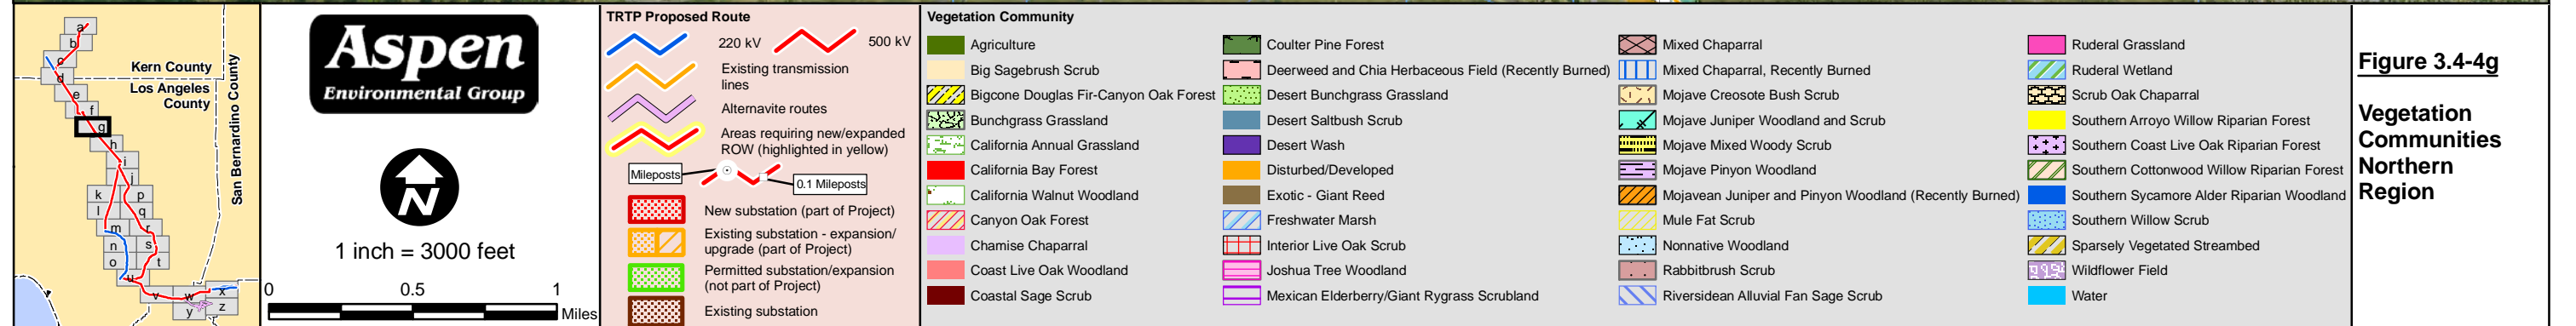 a
b
c
d
e
f
g
h
i
j
k
p
l
q
m
r
n
s
o
t
u
v
w
x
y
z
Kern County
Los Angeles
County
San Bernardino County
Aspen
Environmental Group
N
1 inch = 3000 feet
0 0.5 1
Miles
TRTP Proposed Route
220 kV
500 kV
Existing transmission
lines
Alternavite routes
Areas requiring new/expanded
ROW (highlighted in yellow)
Mileposts
0.1 Mileposts
New substation (part of Project)
Existing substation - expansion/
upgrade (part of Project)
Permitted substation/expansion
(not part of Project)
Existing substation
Vegetation Community
Agriculture
Big Sagebrush Scrub
Bigcone Douglas Fir-Canyon Oak Forest
Bunchgrass Grassland
California Annual Grassland
California Bay Forest
California Walnut Woodland
Canyon Oak Forest
Chamise Chaparral
Coast Live Oak Woodland
Coastal Sage Scrub
Coulter Pine Forest
Deerweed and Chia Herbaceous Field (Recently Burned)
Desert Bunchgrass Grassland
Desert Saltbush Scrub
Desert Wash
Disturbed/Developed
Exotic - Giant Reed
Freshwater Marsh
Interior Live Oak Scrub
Joshua Tree Woodland
Mexican Elderberry/Giant Rygrass Scrubland
Mixed Chaparral
Mixed Chaparral, Recently Burned
Mojave Creosote Bush Scrub
Mojave Juniper Woodland and Scrub
Mojave Mixed Woody Scrub
Mojave Pinyon Woodland
Mojavean Juniper and Pinyon Woodland (Recently Burned)
Mule Fat Scrub
Nonnative Woodland
Rabbitbrush Scrub
Riversidean Alluvial Fan Sage Scrub
Ruderal Grassland
Ruderal Wetland
Scrub Oak Chaparral
Southern Arroyo Willow Riparian Forest
Southern Coast Live Oak Riparian Forest
Southern Cottonwood Willow Riparian Forest
Southern Sycamore Alder Riparian Woodland
Southern Willow Scrub
Sparsely Vegetated Streambed
Wildflower Field
Water
Figure 3.4-4g
Vegetation
Communities
Northern
Region